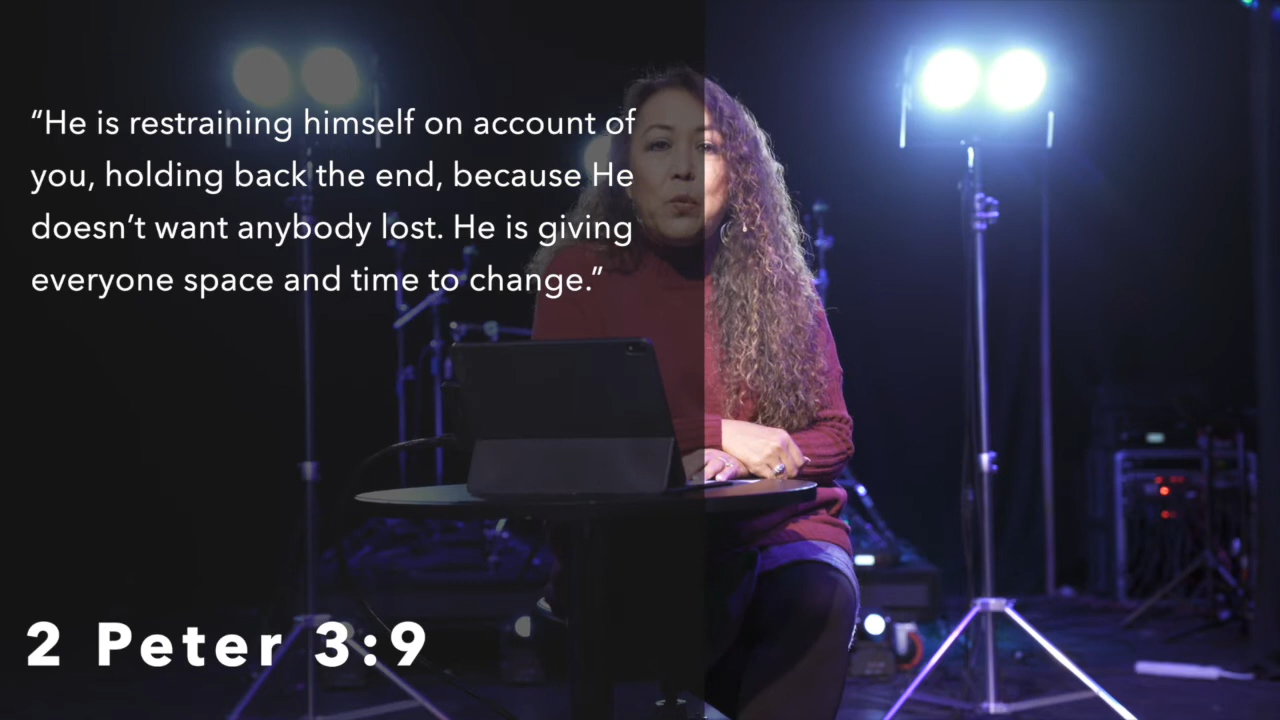 “He is restraining himself on account of
you, holding back the end, because He
doesn’t want anybody lost. He is giving
everyone space and time to change.”
2 Peter 3:9